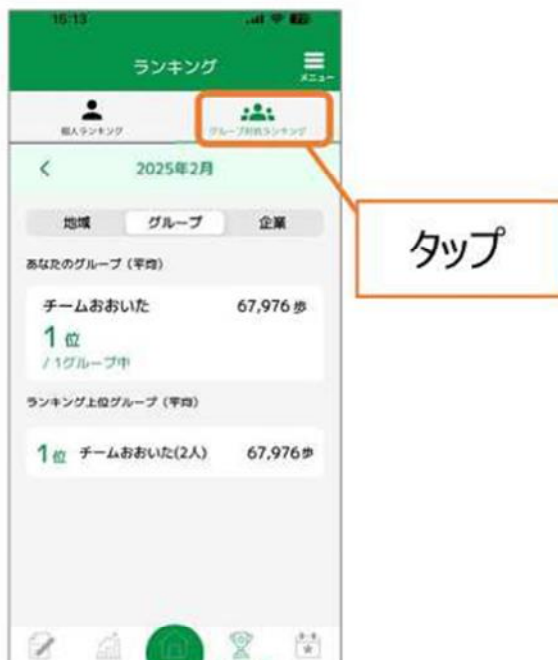 16:13
ランキング
メニュー
個人ランキング
グループ対抗ランキング
2025年2月
地域 グループ 企業
タップ
あなたのグループ（平均）
チームおおいた 67,976 歩
1 位
/ 1グループ中
ランキング上位グループ（平均）
1位 チームおおいた(2人) 67,976歩